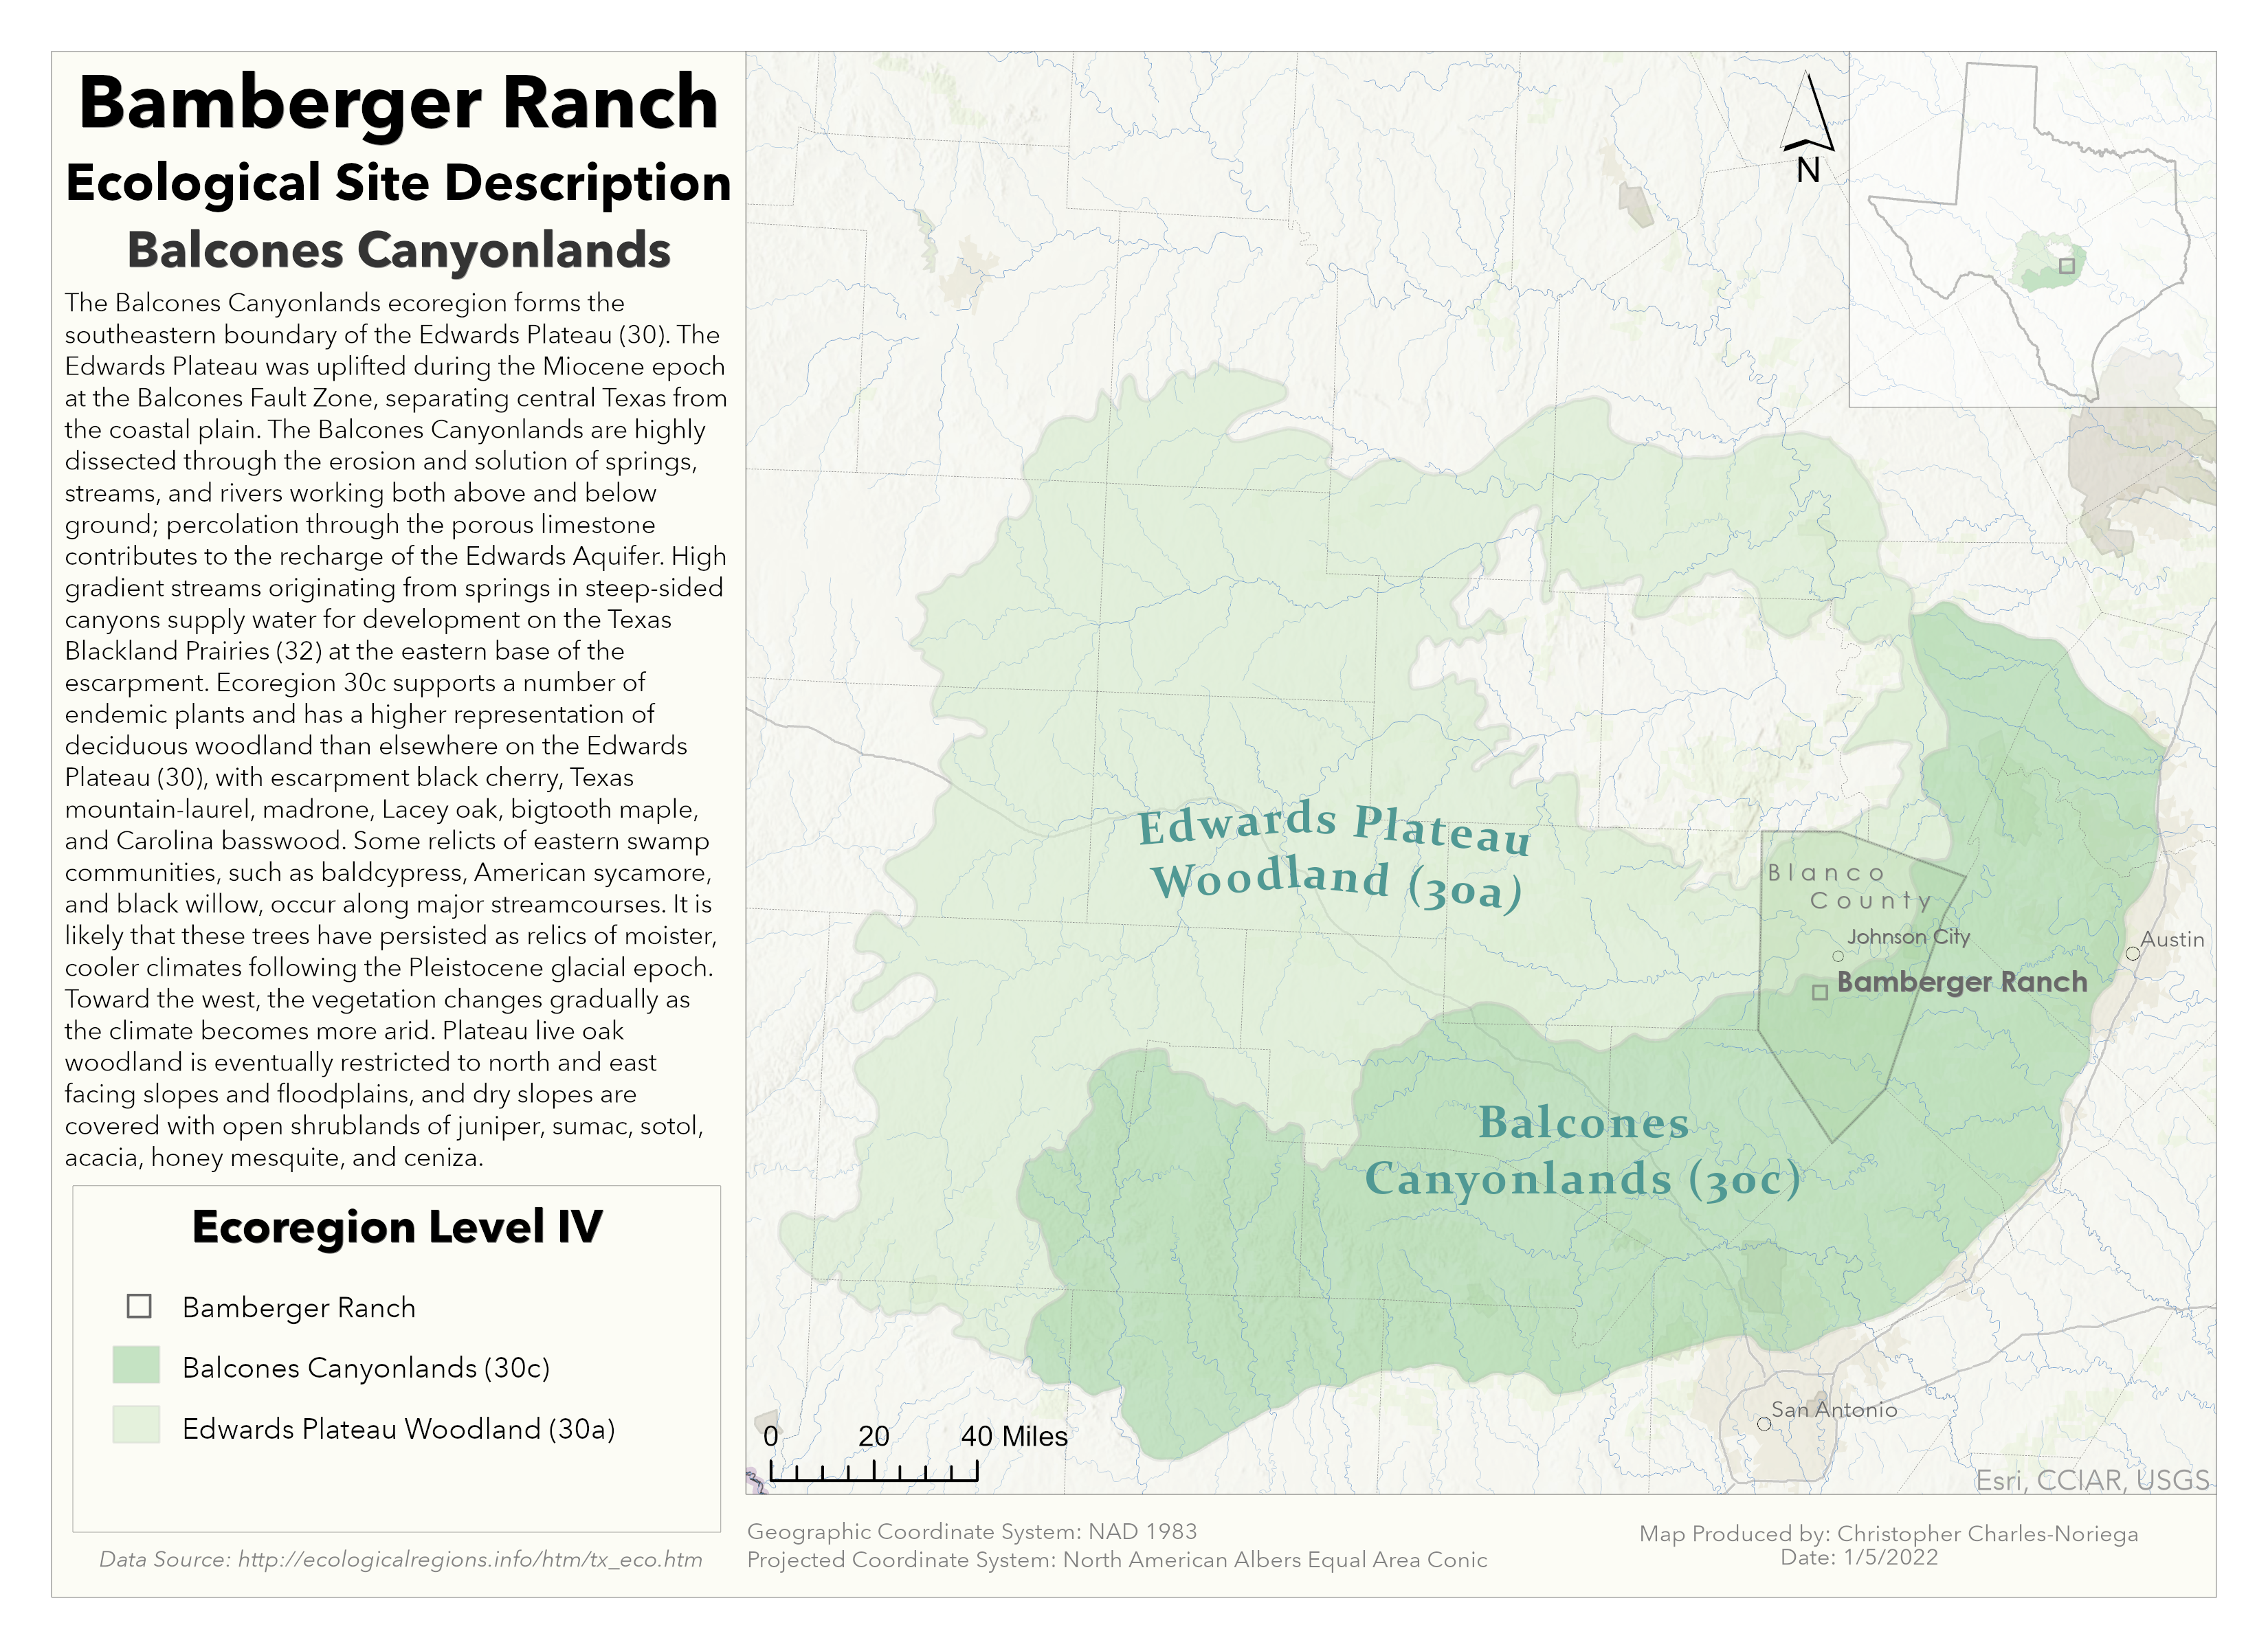 Bamberger Ranch
Ecological Site Description
Balcones Canyonlands
The Balcones Canyonlands ecoregion forms the
southeastern boundary of the Edwards Plateau (30). The
Edwards Plateau was uplifted during the Miocene epoch
at the Balcones Fault Zone, separating central Texas from
the coastal plain. The Balcones Canyonlands are highly
dissected through the erosion and solution of springs,
streams, and rivers working both above and below
ground; percolation through the porous limestone
contributes to the recharge of the Edwards Aquifer. High
gradient streams originating from springs in steep-sided
canyons supply water for development on the Texas
Blackland Prairies (32) at the eastern base of the
escarpment. Ecoregion 30c supports a number of
endemic plants and has a higher representation of
deciduous woodland than elsewhere on the Edwards
Plateau (30), with escarpment black cherry, Texas
mountain-laurel, madrone, Lacey oak, bigtooth maple,
and Carolina basswood. Some relicts of eastern swamp
communities, such as baldcypress, American sycamore,
and black willow, occur along major streamcourses. It is
likely that these trees have persisted as relics of moister,
cooler climates following the Pleistocene glacial epoch.
Toward the west, the vegetation changes gradually as
the climate becomes more arid. Plateau live oak
woodland is eventually restricted to north and east
facing slopes and floodplains, and dry slopes are
covered with open shrublands of juniper, sumac, sotol,
acacia, honey mesquite, and ceniza.
Ecoregion Level IV
Bamberger Ranch
Balcones Canyonlands (30c)
Edwards Plateau Woodland (30a)
Data Source: http://ecologicalregions.info/htm/tx_eco.htm
N
Edwards Plateau
Woodland (30a)
Blanco
County
Johnson City
Bamberger Ranch
Austin
Balcones
Canyonlands (30c)
San Antonio
0 20 40 Miles
Esri, CCIAR, USGS
Geographic Coordinate System: NAD 1983
Projected Coordinate System: North American Albers Equal Area Conic
Map Produced by: Christopher Charles-Noriega
Date: 1/5/2022